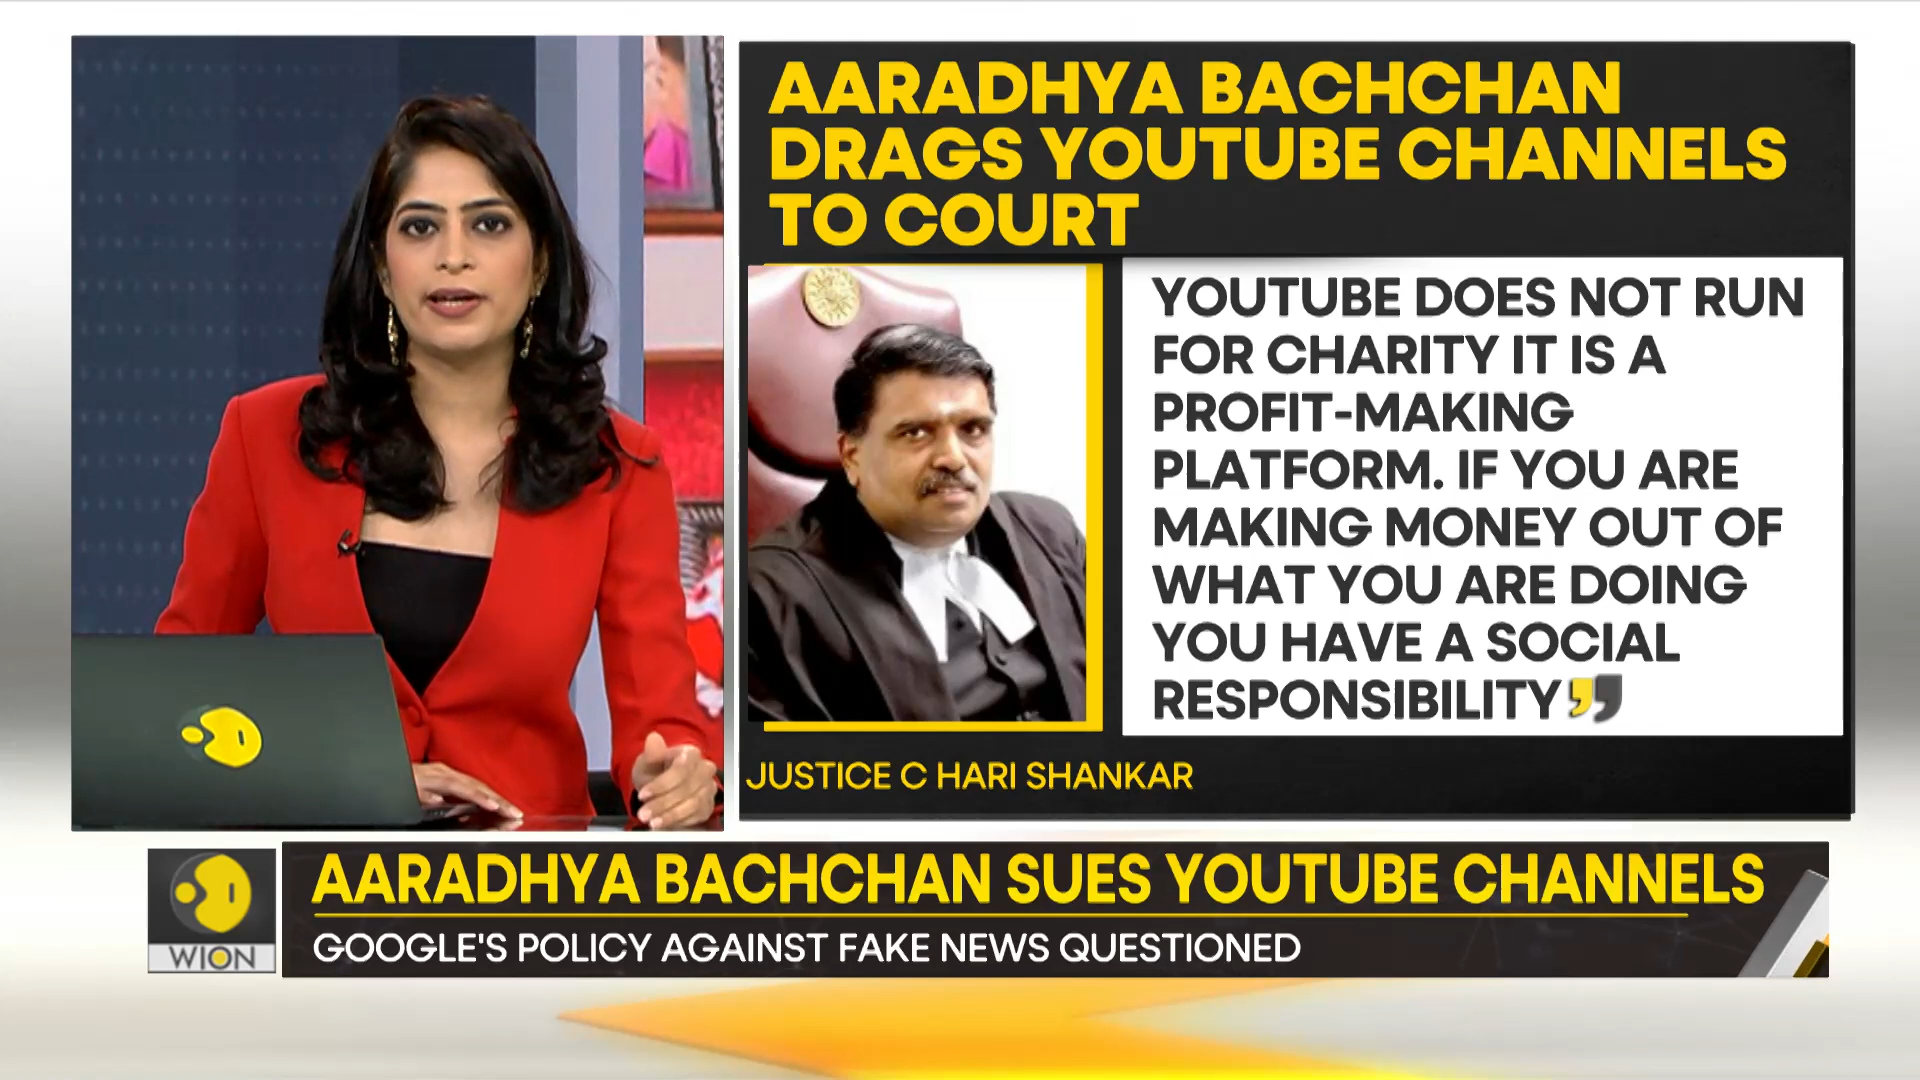 AARADHYA BACHCHAN
DRAGS YOUTUBE CHANNELS
TO COURT
YOUTUBE DOES NOT RUN
FOR CHARITY IT IS A
PROFIT-MAKING
PLATFORM. IF YOU ARE
MAKING MONEY OUT OF
WHAT YOU ARE DOING
YOU HAVE A SOCIAL
RESPONSIBILITY”
JUSTICE C HARI SHANKAR
AARADHYA BACHCHAN SUES YOUTUBE CHANNELS
GOOGLE'S POLICY AGAINST FAKE NEWS QUESTIONED
WION